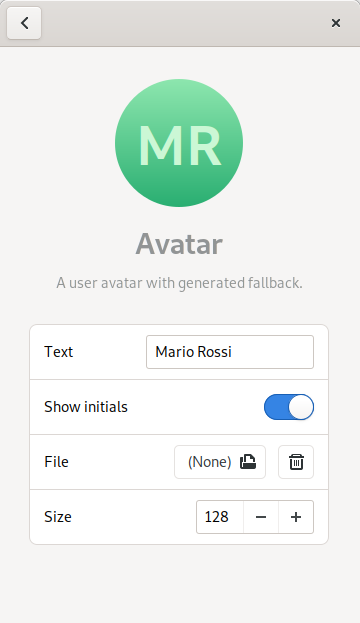 MR
Avatar
A user avatar with generated fallback.
Text Mario Rossi
Show initials
File (None)
Size 128